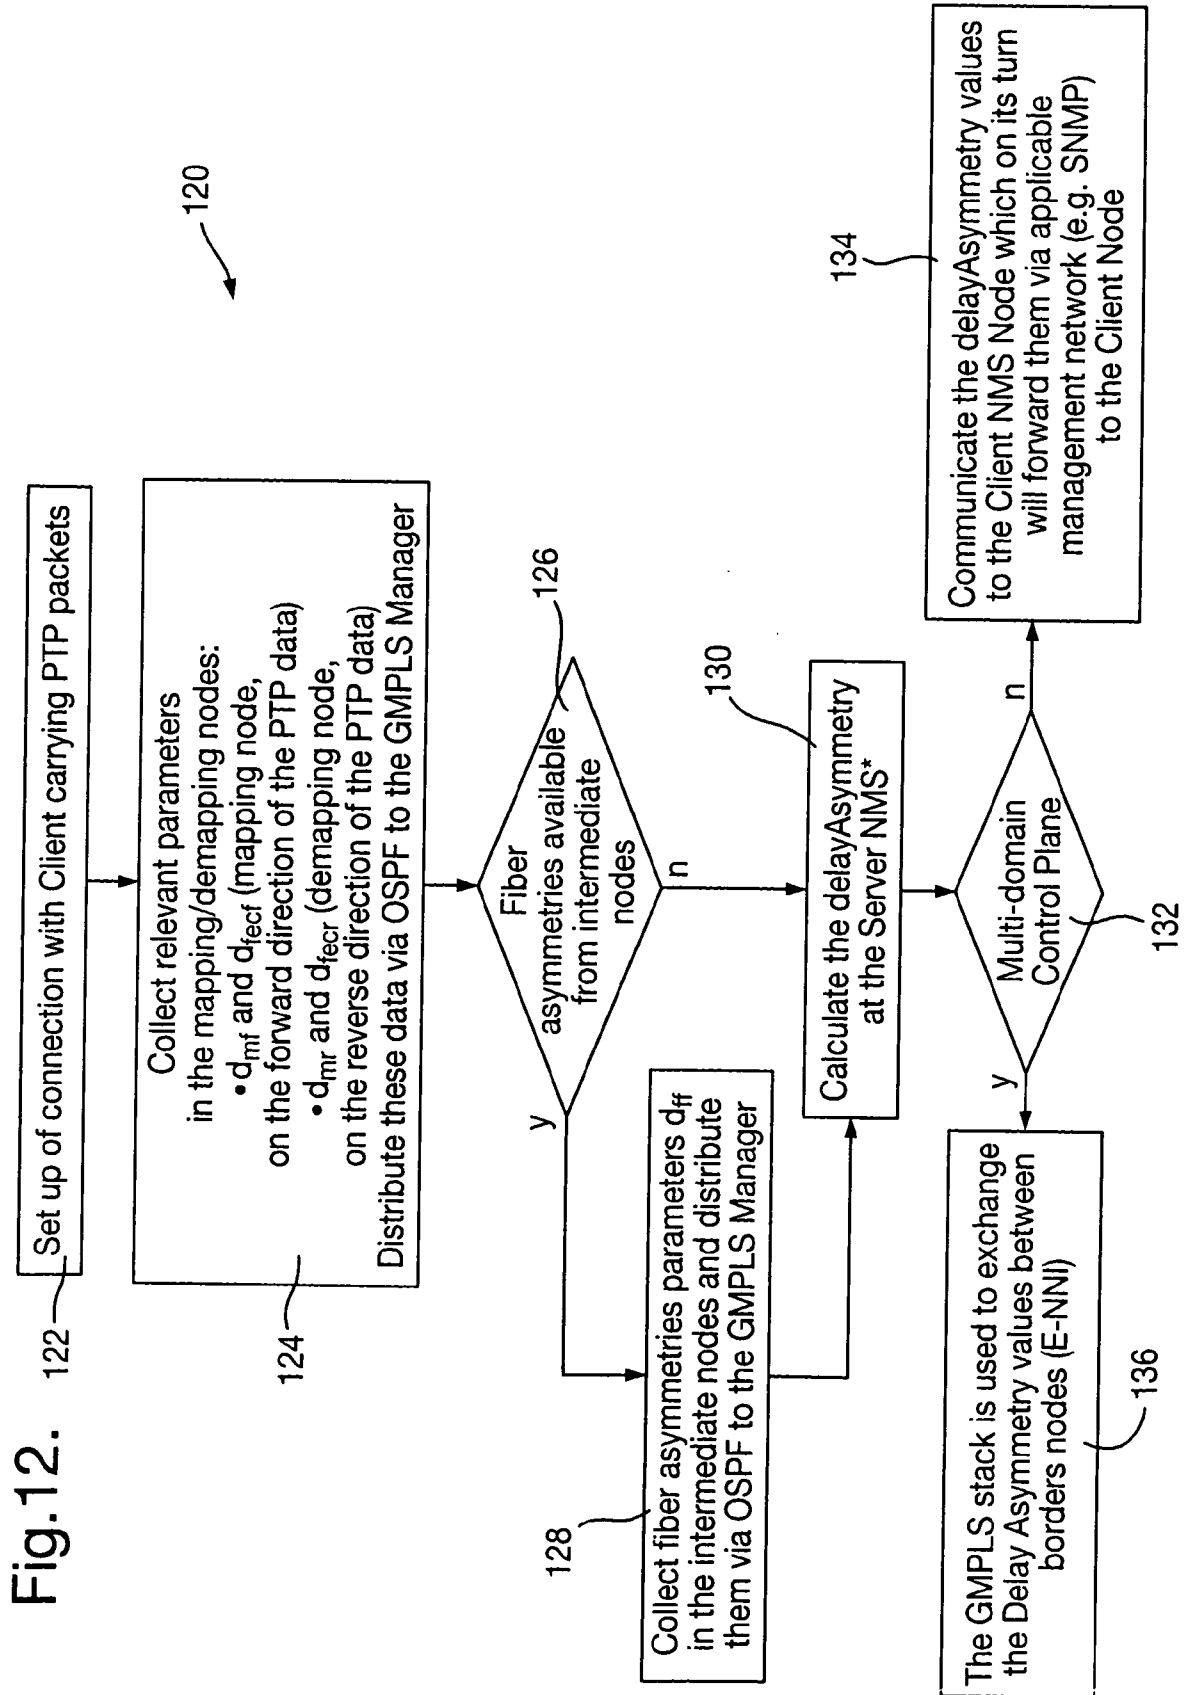 Fig.12.
120
122
Set up of connection with Client carrying PTP packets
124
Collect relevant parameters
in the mapping/demapping nodes:
•dmf and dfecf (mapping node,
on the forward direction of the PTP data)
•dmr and dfecr (demapping node,
on the reverse direction of the PTP data)
Distribute these data via OSPF to the GMPLS Manager
126
Fiber
asymmetries available
from intermediate
nodes
y
n
128
Collect fiber asymmetries parameters dff
in the intermediate nodes and distribute
them via OSPF to the GMPLS Manager
130
Calculate the delayAsymmetry
at the Server NMS*
Multi-domain
Control Plane
132
y
n
134
Communicate the delayAsymmetry values
to the Client NMS Node which on its turn
will forward them via applicable
management network (e.g. SNMP)
to the Client Node
The GMPLS stack is used to exchange
the Delay Asymmetry values between
borders nodes (E-NNI)
136